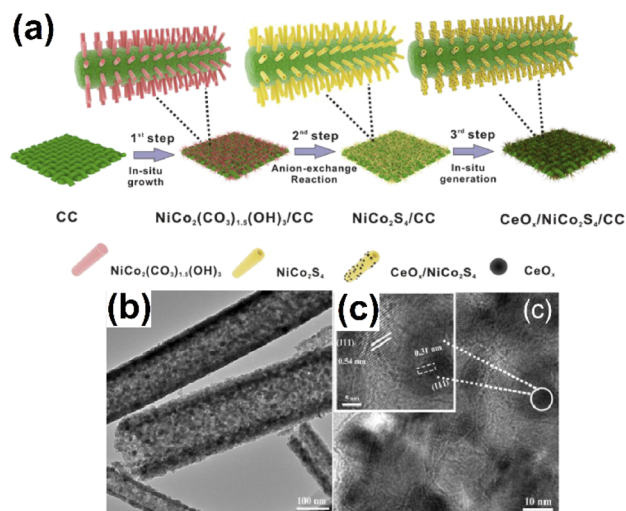 (a)
1st step
In-situ
growth
2nd step
Anion-exchange
Reaction
3rd step
In-situ
generation
CC
NiCo₂(CO₃)₁.₅(OH)₃/CC
NiCo₂S₄/CC
CeOₓ/NiCo₂S₄/CC
NiCo₂(CO₃)₁.₅(OH)₃
NiCo₂S₄
CeOₓ/NiCo₂S₄
CeOₓ
(b)
100 nm
(c)
(c)
(111)
0.54 nm
0.31 nm
(111)
5 nm
10 nm